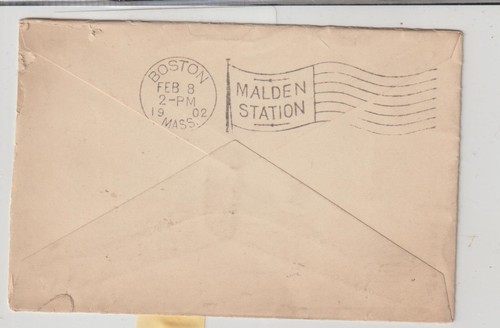 BOSTON
FEB 8
2-PM
19 02
MASS.
MALDEN
STATION